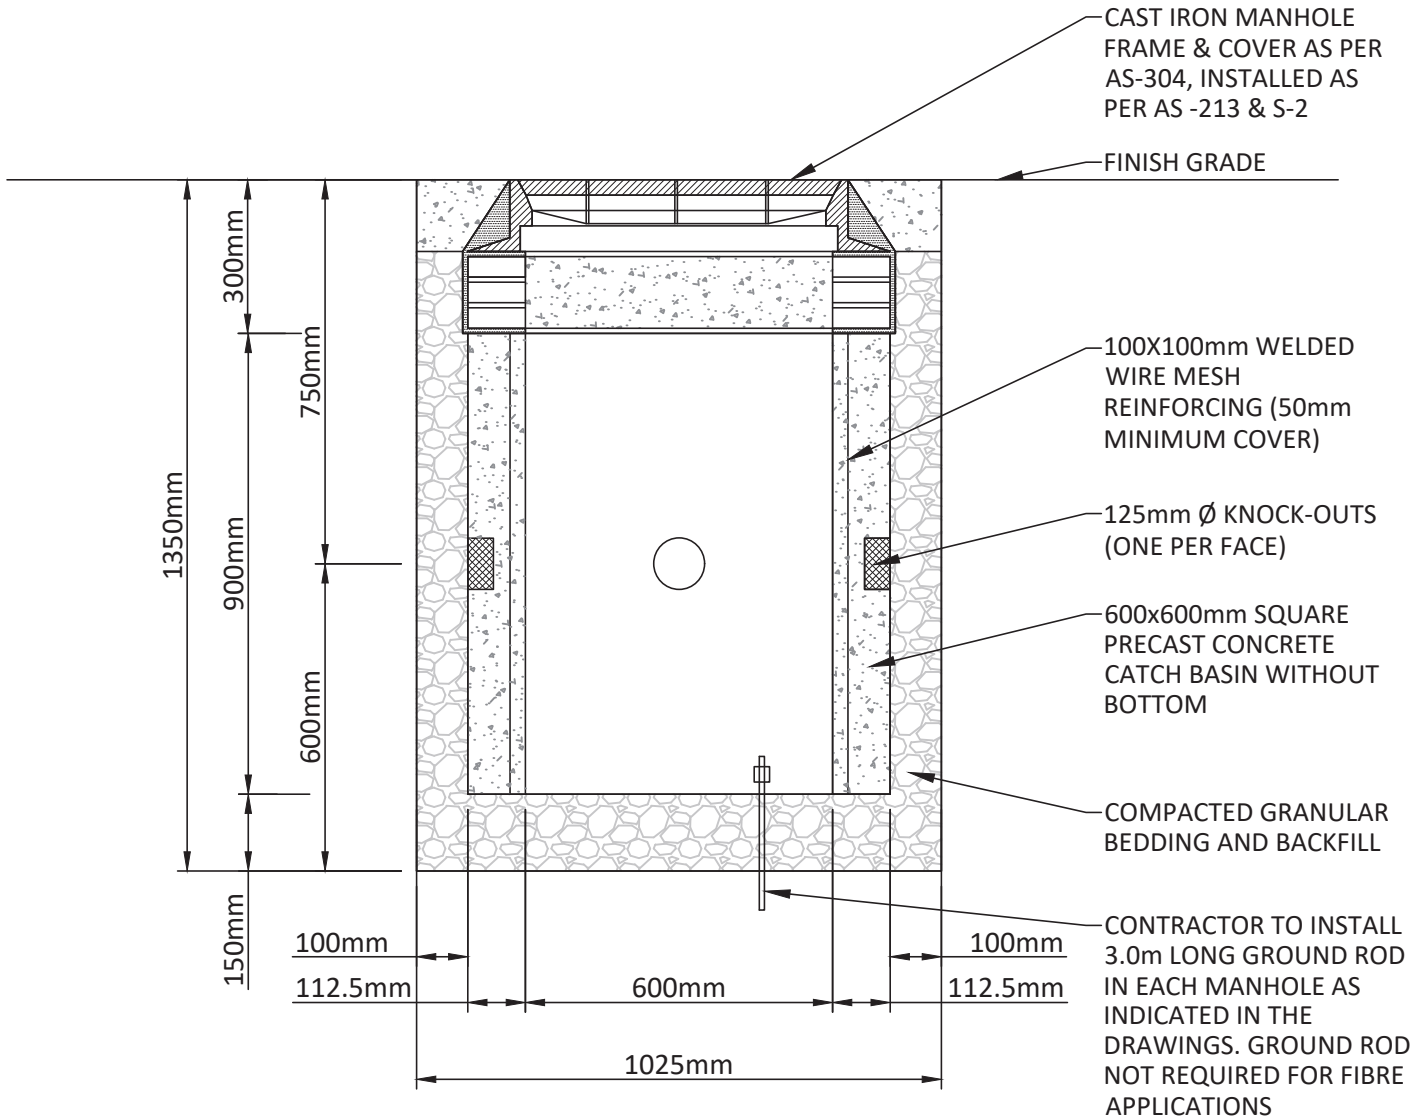 CAST IRON MANHOLE
FRAME & COVER AS PER
AS-304, INSTALLED AS
PER AS -213 & S-2
FINISH GRADE
300mm
750mm
1350mm
900mm
600mm
150mm
100X100mm WELDED
WIRE MESH
REINFORCING (50mm
MINIMUM COVER)
125mm Ø KNOCK-OUTS
(ONE PER FACE)
600x600mm SQUARE
PRECAST CONCRETE
CATCH BASIN WITHOUT
BOTTOM
COMPACTED GRANULAR
BEDDING AND BACKFILL
CONTRACTOR TO INSTALL
3.0m LONG GROUND ROD
IN EACH MANHOLE AS
INDICATED IN THE
DRAWINGS. GROUND ROD
NOT REQUIRED FOR FIBRE
APPLICATIONS
100mm
100mm
112.5mm
600mm
112.5mm
1025mm